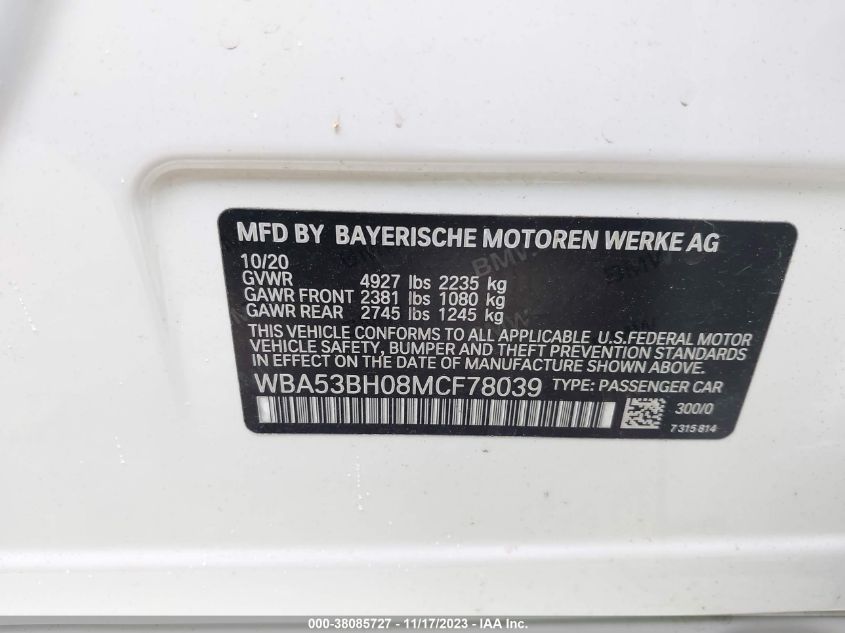 MFD BY BAYERISCHE MOTOREN WERKE AG
10/20
GVWR 4927 lbs 2235 kg
GAWR FRONT 2381 lbs 1080 kg
GAWR REAR 2745 lbs 1245 kg
THIS VEHICLE CONFORMS TO ALL APPLICABLE U.S.FEDERAL MOTOR
VEHICLE SAFETY, BUMPER AND THEFT PREVENTION STANDARDS
IN EFFECT ON THE DATE OF MANUFACTURE SHOWN ABOVE.
WBA53BH08MCF78039 TYPE: PASSENGER CAR
300/0
7315814
000-38085727 - 11/17/2023 - IAA Inc.